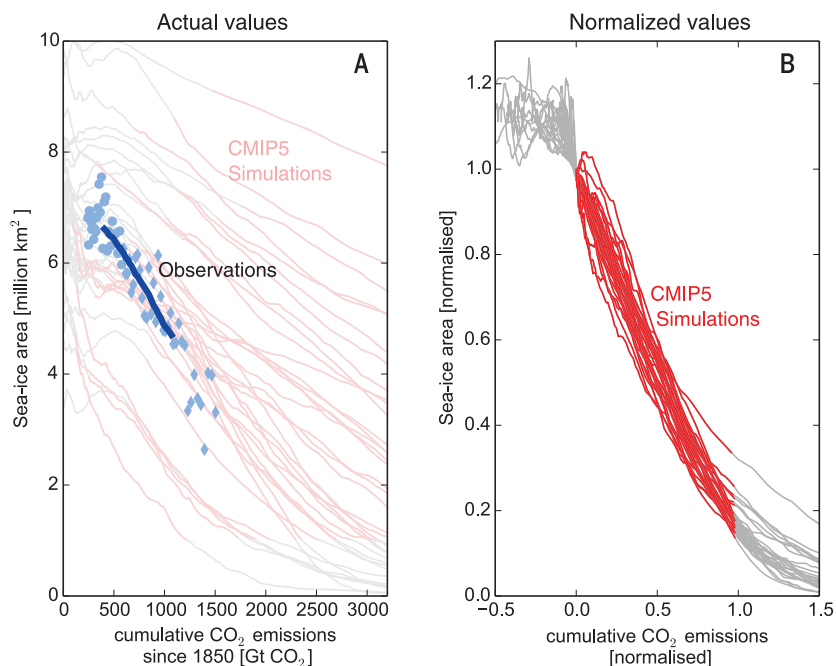 Actual values
Normalized values
A
B
CMIP5
Simulations
Observations
CMIP5
Simulations
Sea-ice area [million km²]
10
8
6
4
2
0
0
500
1000
1500
2000
2500
3000
cumulative CO₂ emissions
since 1850 [Gt CO₂]
Sea-ice area [normalised]
1.2
1.0
0.8
0.6
0.4
0.2
0.0
−0.5
0.0
0.5
1.0
1.5
cumulative CO₂ emissions
[normalised]